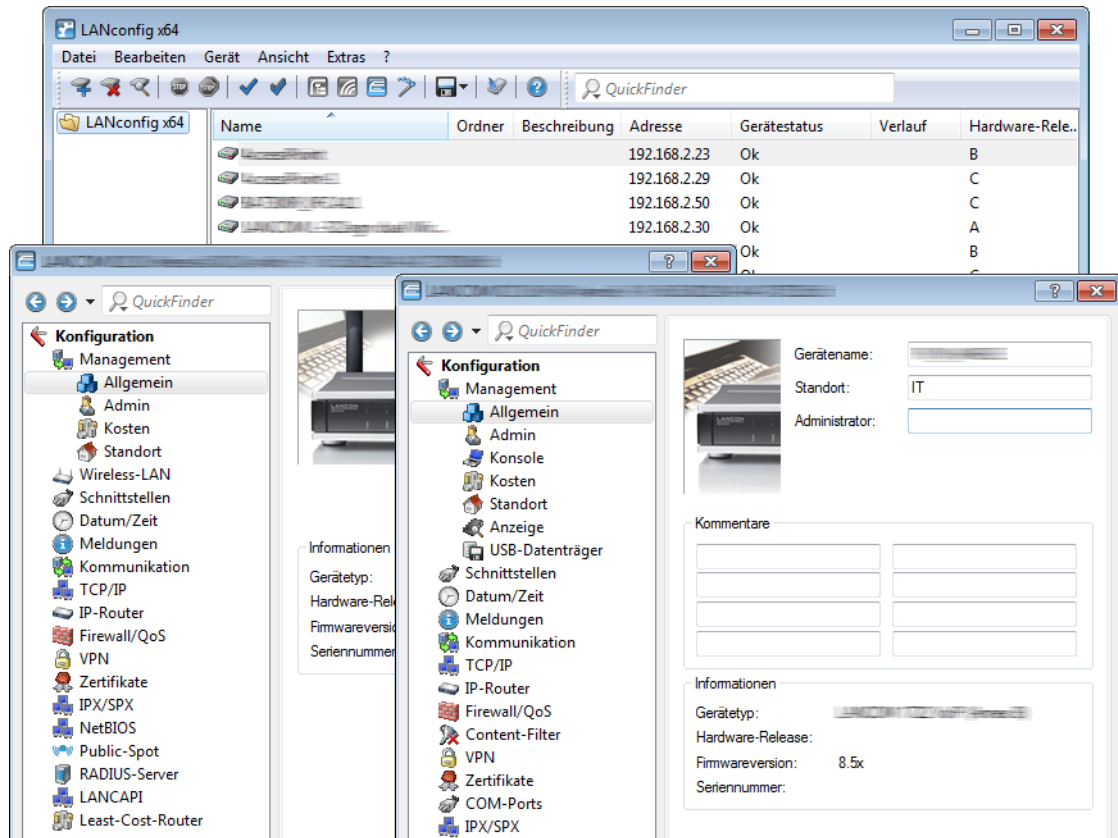 LANconfig x64
Datei Bearbeiten Gerät Ansicht Extras ?
STOP STOP ? QuickFinder
LANconfig x64
Name Ordner Beschreibung Adresse Gerätestatus Verlauf Hardware-Rele..
192.168.2.23 Ok B
192.168.2.29 Ok C
192.168.2.50 Ok C
192.168.2.30 Ok A
Ok B
?
QuickFinder
Konfiguration
Management
Allgemein
Admin
Kosten
Standort
Wireless-LAN
Schnittstellen
Datum/Zeit
Meldungen
Kommunikation
TCP/IP
IP-Router
Firewall/QoS
VPN
Zertifikate
IPX/SPX
NetBIOS
Public-Spot
RADIUS-Server
LANCAPI
Least-Cost-Router
LANCOM
Informationen
Gerätetyp:
Hardware-Rel
Firmwareversio
Seriennummer
?
QuickFinder
Konfiguration
Management
Allgemein
Admin
Konsole
Kosten
Standort
Anzeige
USB-Datenträger
Schnittstellen
Datum/Zeit
Meldungen
Kommunikation
TCP/IP
IP-Router
Firewall/QoS
Content-Filter
VPN
Zertifikate
COM-Ports
IPX/SPX
LANCOM
Gerätename:
Standort: IT
Administrator:
Kommentare
Informationen
Gerätetyp:
Hardware-Release:
Firmwareversion: 8.5x
Seriennummer: